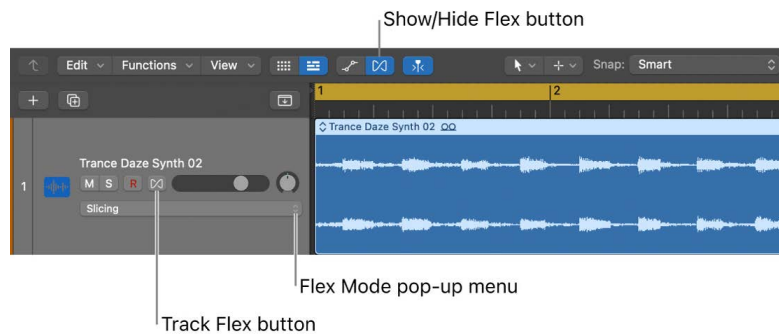 Show/Hide Flex button
Edit Functions View Snap: Smart
1 2
Trance Daze Synth 02
Trance Daze Synth 02
1 M S R
Slicing
Flex Mode pop-up menu
Track Flex button